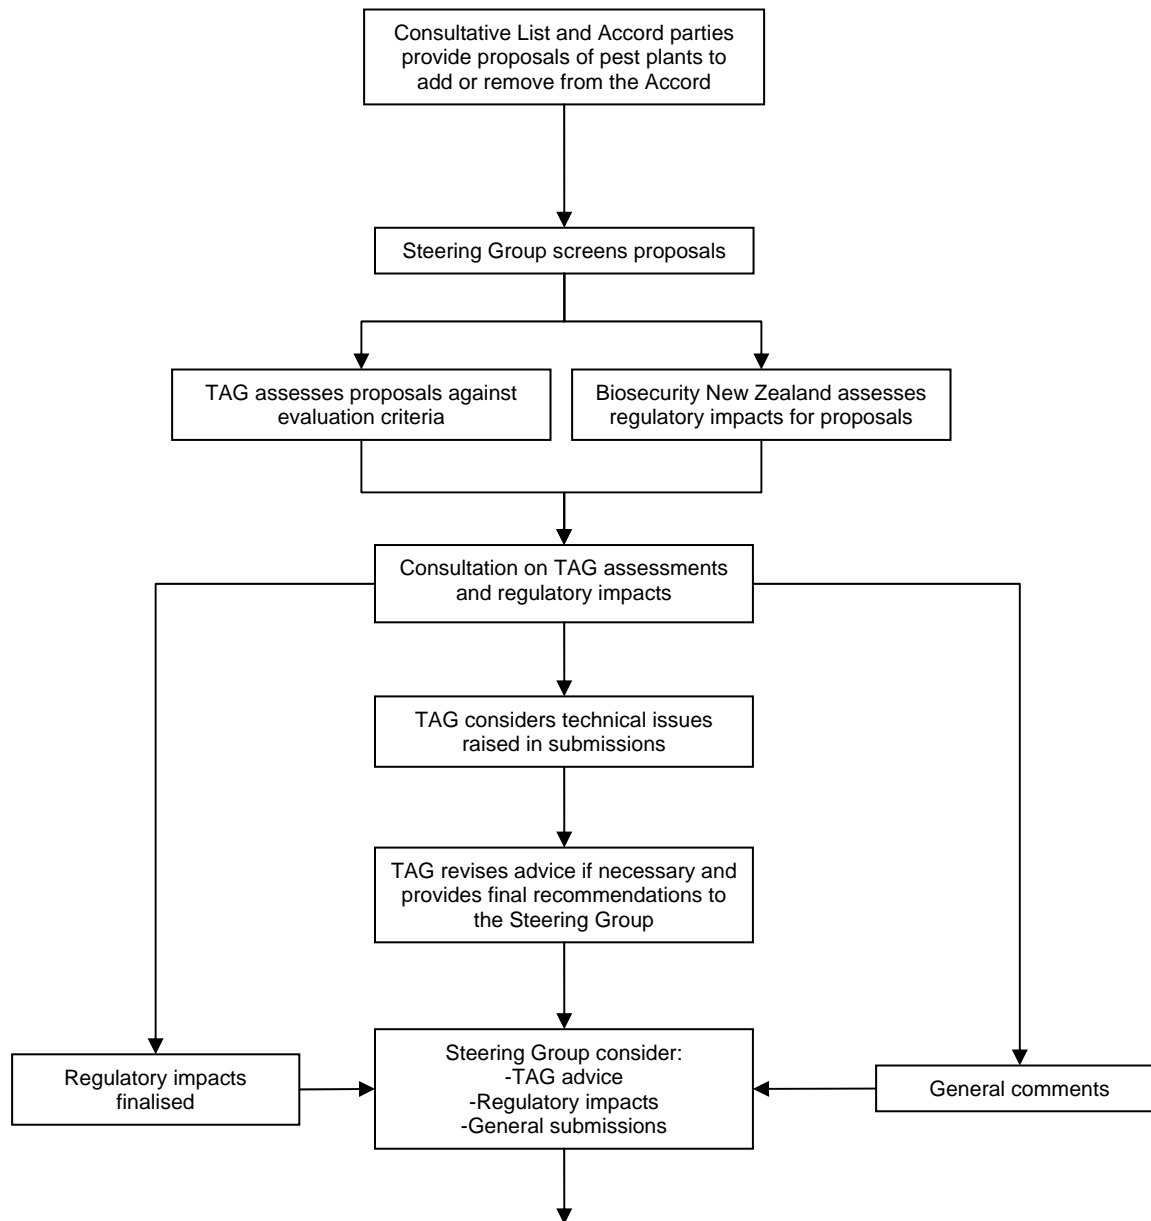 Consultative List and Accord parties
provide proposals of pest plants to
add or remove from the Accord
Steering Group screens proposals
TAG assesses proposals against
evaluation criteria
Biosecurity New Zealand assesses
regulatory impacts for proposals
Consultation on TAG assessments
and regulatory impacts
TAG considers technical issues
raised in submissions
TAG revises advice if necessary and
provides final recommendations to
the Steering Group
Regulatory impacts
finalised
Steering Group consider:
-TAG advice
-Regulatory impacts
-General submissions
General comments